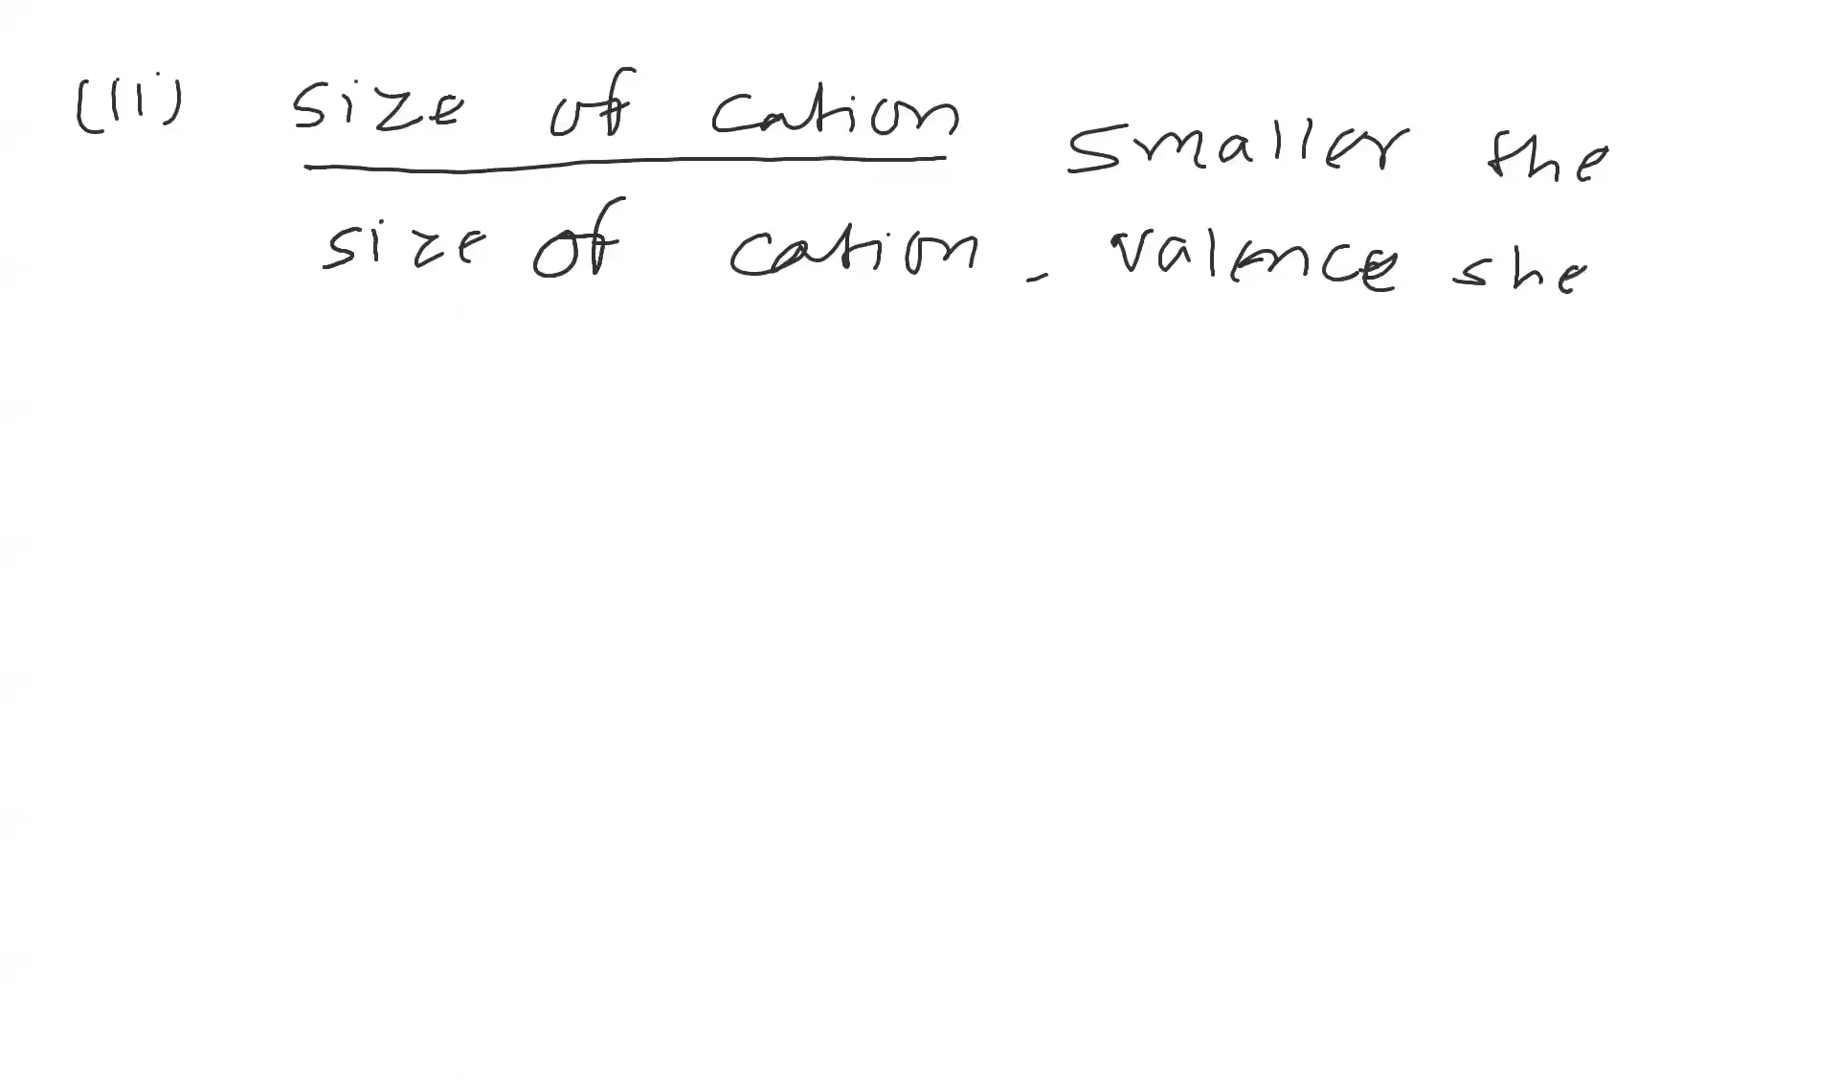 (ii) size of cation smaller the
size of cation - valence she